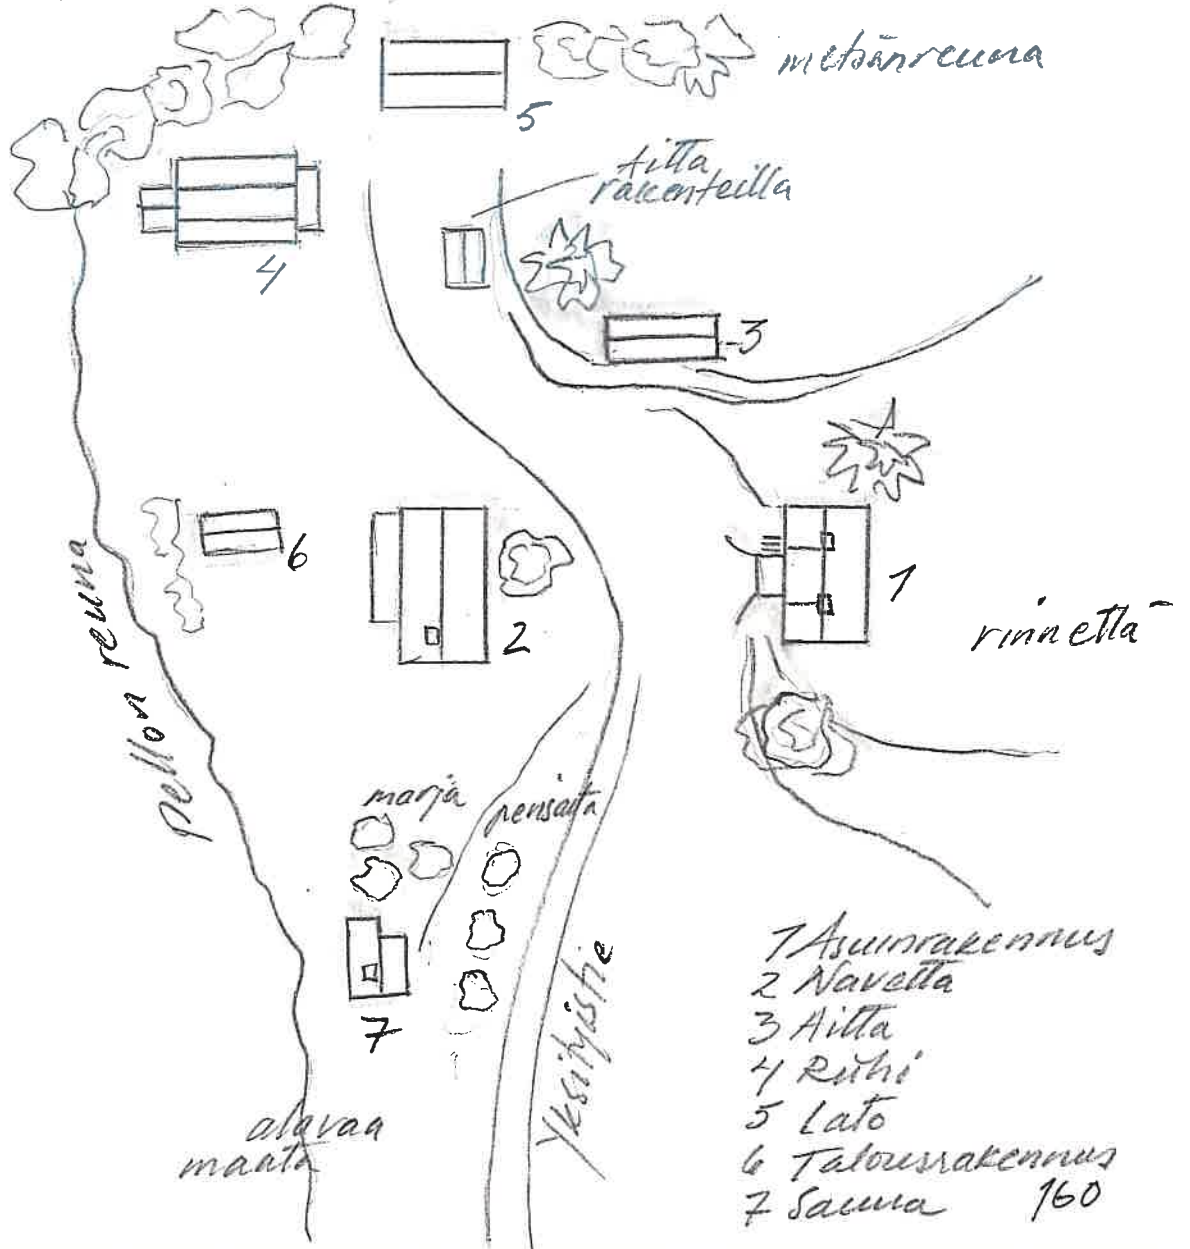 metsänreuna
5
Aitta
rakenteilla
4
3
6
2
1
rinnettä
Pellon reuna
marja pensaita
7
Yksityistie
alavaa
maata
1 Asuinrakennus
2 Navetta
3 Aitta
4 Riihi
5 Lato
6 Talousrakennus
7 Sauna 160